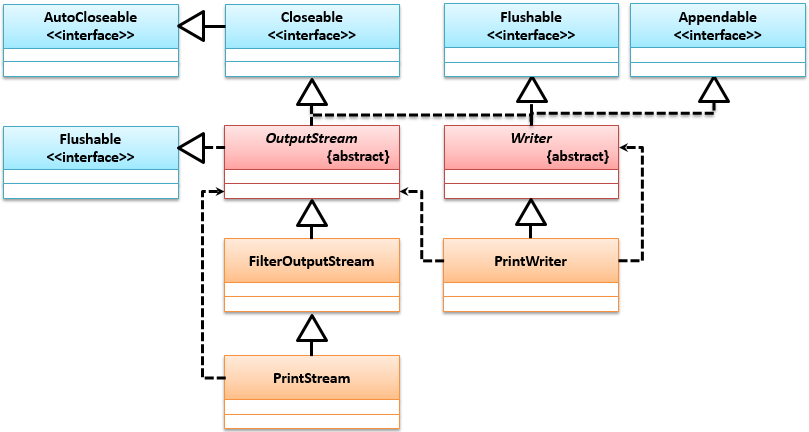 AutoCloseable
<<interface>>
Closeable
<<interface>>
Flushable
<<interface>>
Appendable
<<interface>>
Flushable
<<interface>>
OutputStream
{abstract}
Writer
{abstract}
FilterOutputStream
PrintWriter
PrintStream